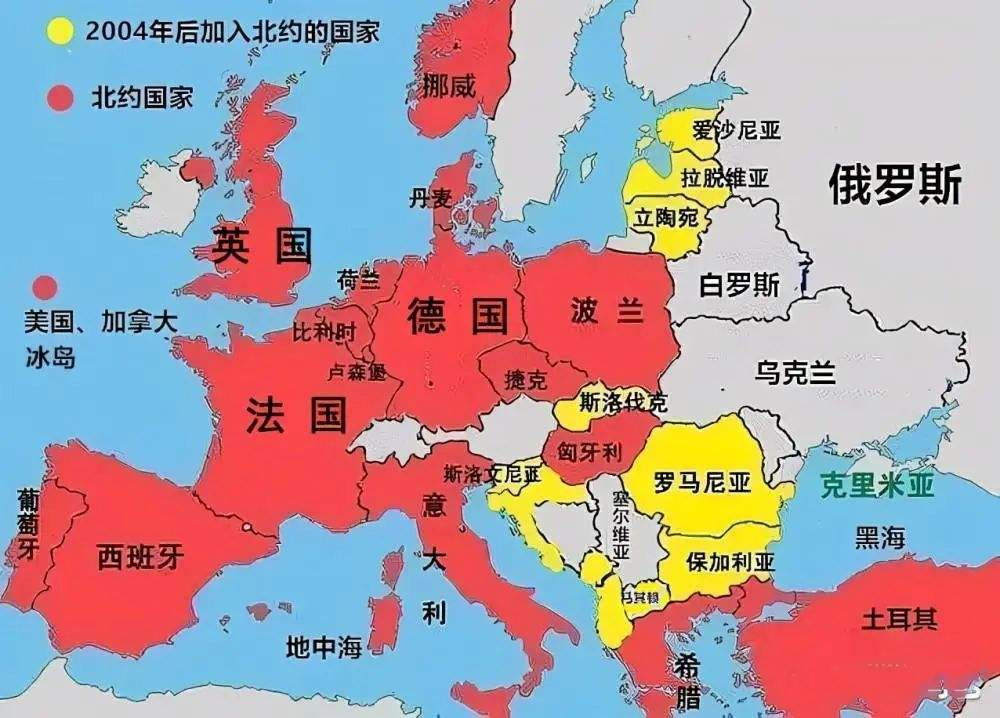 2004年后加入北约的国家
北约国家
挪威
爱沙尼亚
拉脱维亚
俄罗斯
丹麦
立陶宛
英国
荷兰
白罗斯
美国、加拿大
冰岛
比利时
德国
波兰
卢森堡
捷克
乌克兰
法国
斯洛伐克
匈牙利
斯洛文尼亚
罗马尼亚
克里米亚
葡萄牙
意大利
塞尔维亚
黑海
西班牙
保加利亚
马其顿
土耳其
地中海
希腊